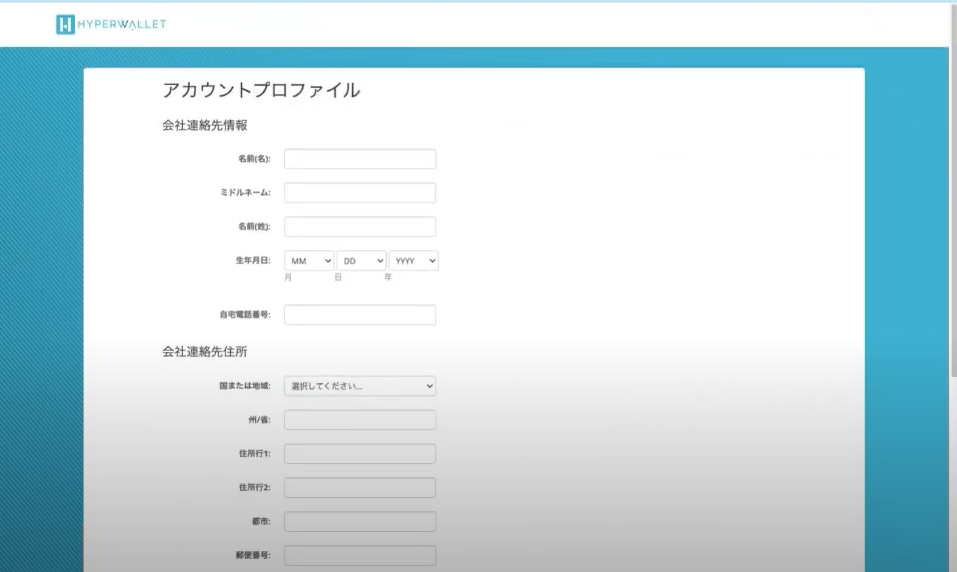 HYPERWALLET
アカウントプロファイル
会社連絡先情報
名前(名):
ミドルネーム:
名前(姓):
生年月日: MM DD YYYY
月 日 年
自宅電話番号:
会社連絡先住所
国または地域: 選択してください...
州/省:
住所行1:
住所行2:
都市:
郵便番号: